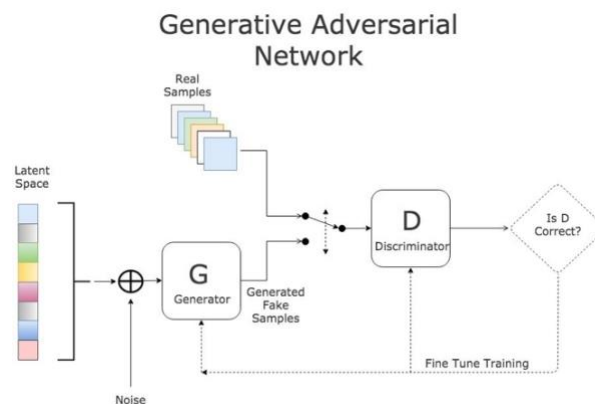 Generative Adversarial
Network
Real
Samples
Latent
Space
G
Generator
Generated
Fake
Samples
D
Discriminator
Is D
Correct?
Fine Tune Training
Noise